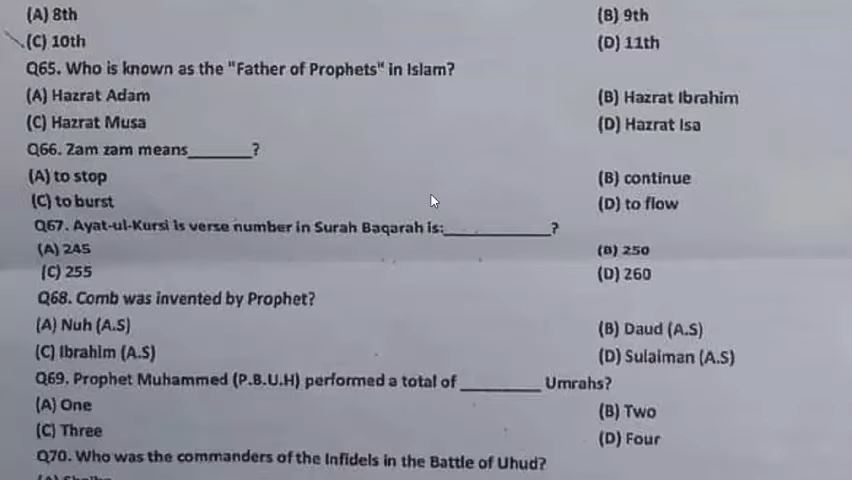 (A) 8th (B) 9th
(C) 10th (D) 11th
Q65. Who is known as the "Father of Prophets" in Islam?
(A) Hazrat Adam (B) Hazrat Ibrahim
(C) Hazrat Musa (D) Hazrat Isa
Q66. Zam zam means_______?
(A) to stop (B) continue
(C) to burst (D) to flow
Q67. Ayat-ul-Kursi is verse number in Surah Baqarah is:____________?
(A) 245 (B) 250
(C) 255 (D) 260
Q68. Comb was invented by Prophet?
(A) Nuh (A.S) (B) Daud (A.S)
(C) Ibrahim (A.S) (D) Sulaiman (A.S)
Q69. Prophet Muhammed (P.B.U.H) performed a total of _________ Umrahs?
(A) One (B) Two
(C) Three (D) Four
Q70. Who was the commanders of the Infidels in the Battle of Uhud?